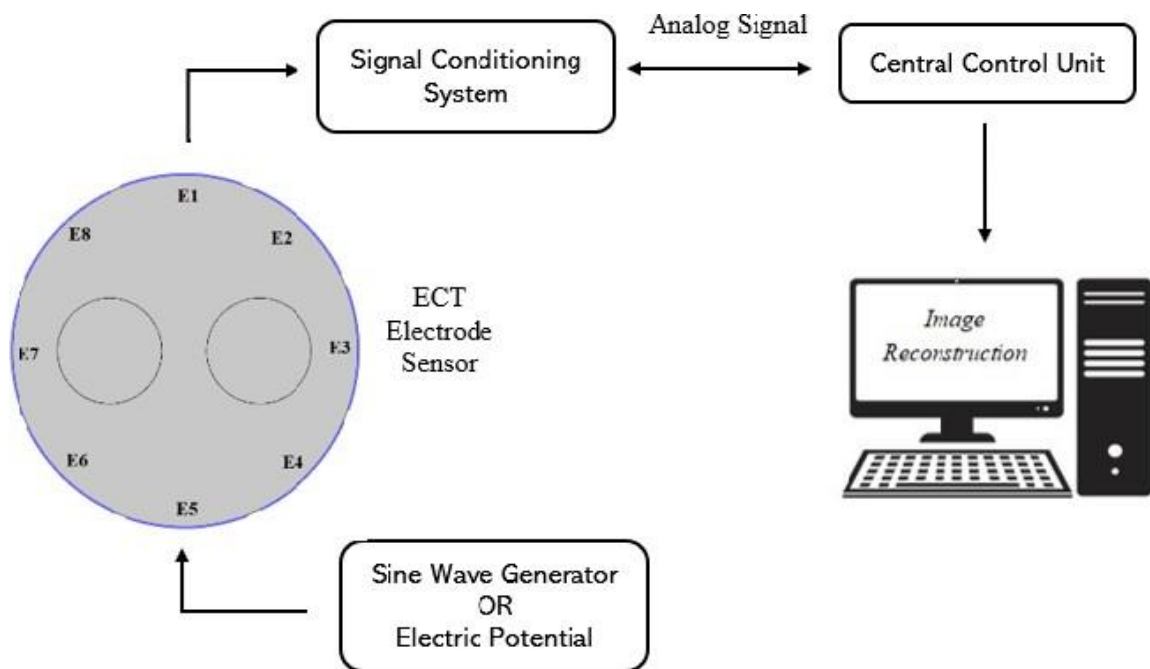 Signal Conditioning
System
Analog Signal
Central Control Unit
E1
E2
E3
E4
E5
E6
E7
E8
ECT
Electrode
Sensor
Image
Reconstruction
Sine Wave Generator
OR
Electric Potential